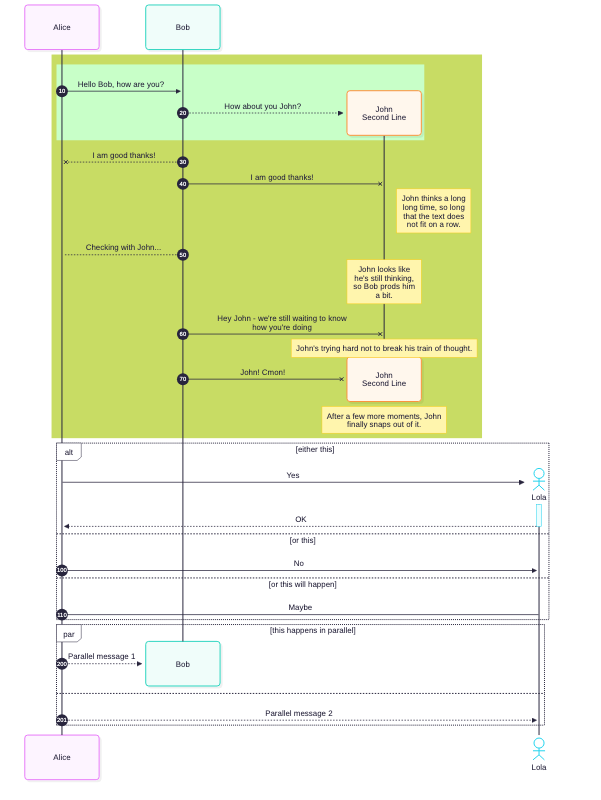 Alice
Bob
Hello Bob, how are you?
10
How about you John?
20
John
Second Line
I am good thanks!
30
I am good thanks!
40
John thinks a long
long time, so long
that the text does
not fit on a row.
Checking with John...
50
John looks like
he's still thinking,
so Bob prods him
a bit.
Hey John - we're still waiting to know
how you're doing
60
John's trying hard not to break his train of thought.
John! Cmon!
70
John
Second Line
After a few more moments, John
finally snaps out of it.
alt
[either this]
Yes
Lola
OK
[or this]
No
100
[or this will happen]
Maybe
110
par
[this happens in parallel]
Parallel message 1
200
Bob
Parallel message 2
201
Alice
Lola